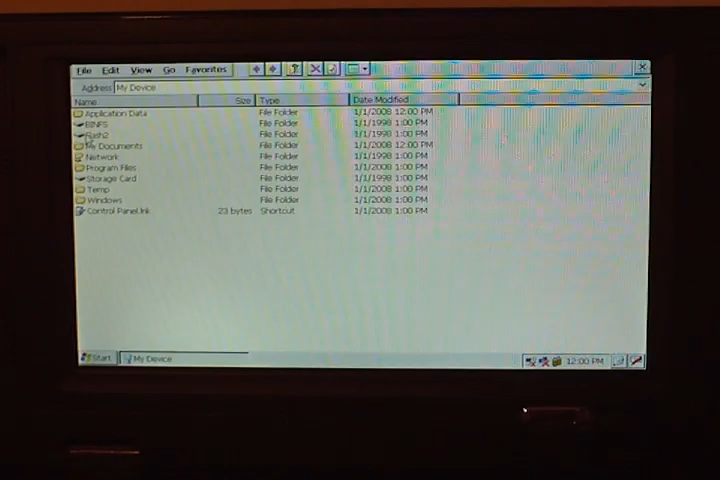 File Edit View Go Favorites
Address My Device
Name Size Type Date Modified
Application Data File Folder 1/1/2008 12:00 PM
BINFS File Folder 1/1/1998 1:00 PM
Flash2 File Folder 1/1/1998 1:00 PM
My Documents File Folder 1/1/2008 12:00 PM
Network File Folder 1/1/1998 1:00 PM
Program Files File Folder 1/1/2008 1:00 PM
Storage Card File Folder 1/1/1998 1:00 PM
Temp File Folder 1/1/2008 1:00 PM
Windows File Folder 1/1/2008 1:00 PM
Control Panel.lnk 23 bytes Shortcut 1/1/2008 1:00 PM
Start My Device 12:00 PM